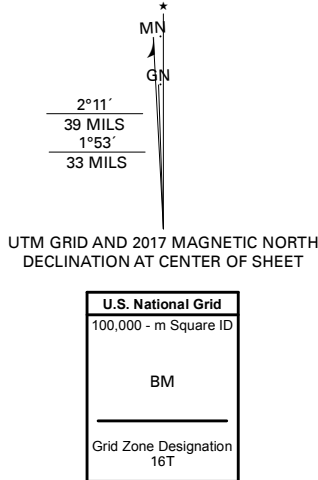 MN
GN
2°11´
39 MILS
1°53´
33 MILS
UTM GRID AND 2017 MAGNETIC NORTH
DECLINATION AT CENTER OF SHEET
U.S. National Grid
100,000 - m Square ID
BM
Grid Zone Designation
16T